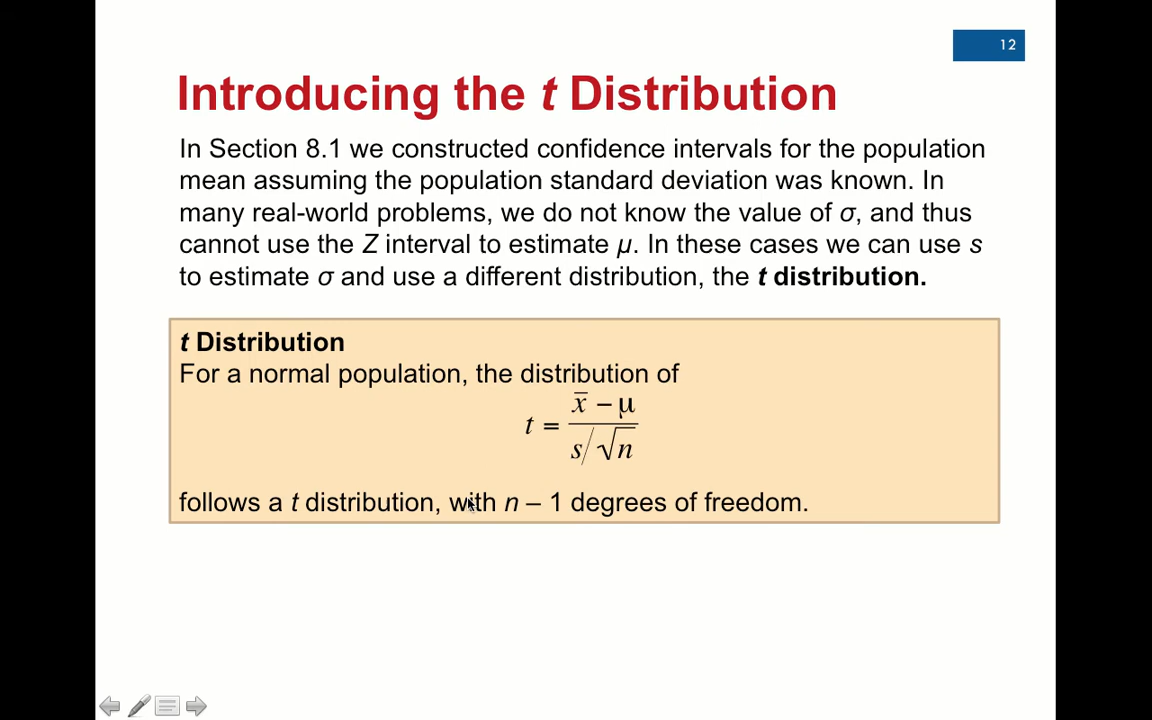 12
Introducing the t Distribution
In Section 8.1 we constructed confidence intervals for the population
mean assuming the population standard deviation was known. In
many real-world problems, we do not know the value of σ, and thus
cannot use the Z interval to estimate μ. In these cases we can use s
to estimate σ and use a different distribution, the t distribution.
t Distribution
For a normal population, the distribution of
t = (x̄ − μ) / (s/√n)
follows a t distribution, with n – 1 degrees of freedom.